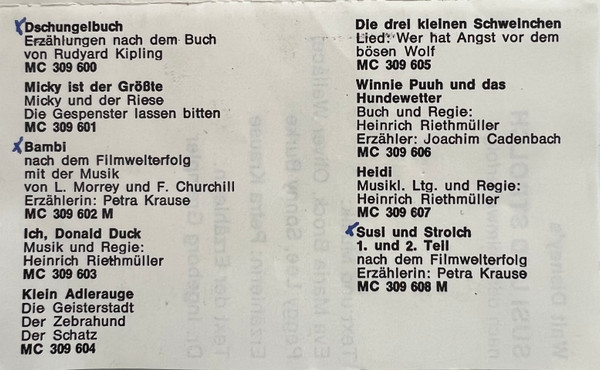 Dschungelbuch
Erzählungen nach dem Buch
von Rudyard Kipling
MC 309 600
Micky ist der Größte
Micky und der Riese
Die Gespenster lassen bitten
MC 309 601
Bambi
nach dem Filmwelterfolg
mit der Musik
von L. Morrey und F. Churchill
Erzählerin: Petra Krause
MC 309 602 M
Ich, Donald Duck
Musik und Regie:
Heinrich Riethmüller
MC 309 603
Klein Adlerauge
Die Geisterstadt
Der Zebrahund
Der Schatz
MC 309 604
Die drei kleinen Schweinchen
Lied: Wer hat Angst vor dem
bösen Wolf
MC 309 605
Winnie Puuh und das
Hundewetter
Buch und Regie:
Heinrich Riethmüller
Erzähler: Joachim Cadenbach
MC 309 606
Heidi
Musikl. Ltg. und Regie:
Heinrich Riethmüller
MC 309 607
Susi und Strolch
1. und 2. Teil
nach dem Filmwelterfolg
Erzählerin: Petra Krause
MC 309 608 M